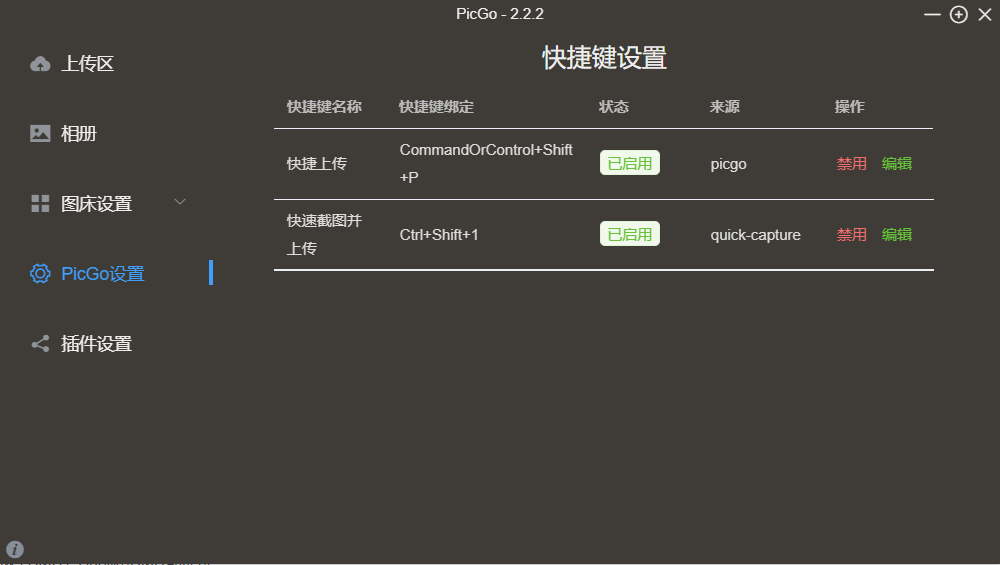 PicGo - 2.2.2
上传区
相册
图床设置
PicGo设置
插件设置
快捷键设置
快捷键名称 快捷键绑定 状态 来源 操作
快捷上传 CommandOrControl+Shift
+P 已启用 picgo 禁用 编辑
快速截图并
上传 Ctrl+Shift+1 已启用 quick-capture 禁用 编辑